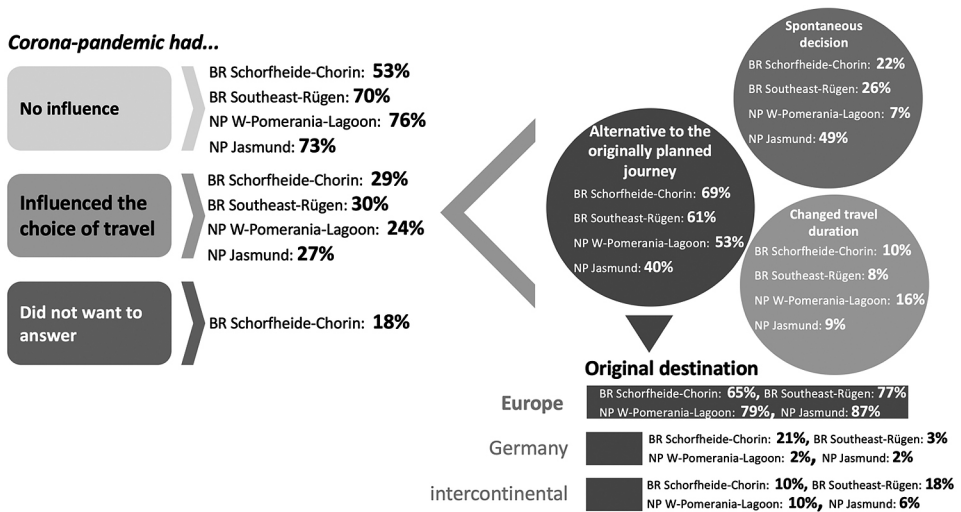 Corona-pandemic had...
No influence
BR Schorfheide-Chorin: 53%
BR Southeast-Rügen: 70%
NP W-Pomerania-Lagoon: 76%
NP Jasmund: 73%
Influenced the
choice of travel
BR Schorfheide-Chorin: 29%
BR Southeast-Rügen: 30%
NP W-Pomerania-Lagoon: 24%
NP Jasmund: 27%
Did not want to
answer
BR Schorfheide-Chorin: 18%
Alternative to the
originally planned
journey
BR Schorfheide-Chorin: 69%
BR Southeast-Rügen: 61%
NP W-Pomerania-Lagoon: 53%
NP Jasmund: 40%
Spontaneous
decision
BR Schorfheide-Chorin: 22%
BR Southeast-Rügen: 26%
NP W-Pomerania-Lagoon: 7%
NP Jasmund: 49%
Changed travel
duration
BR Schorfheide-Chorin: 10%
BR Southeast-Rügen: 8%
NP W-Pomerania-Lagoon: 16%
NP Jasmund: 9%
Original destination
Europe
BR Schorfheide-Chorin: 65%, BR Southeast-Rügen: 77%
NP W-Pomerania-Lagoon: 79%, NP Jasmund: 87%
Germany
BR Schorfheide-Chorin: 21%, BR Southeast-Rügen: 3%
NP W-Pomerania-Lagoon: 2%, NP Jasmund: 2%
intercontinental
BR Schorfheide-Chorin: 10%, BR Southeast-Rügen: 18%
NP W-Pomerania-Lagoon: 10%, NP Jasmund: 6%